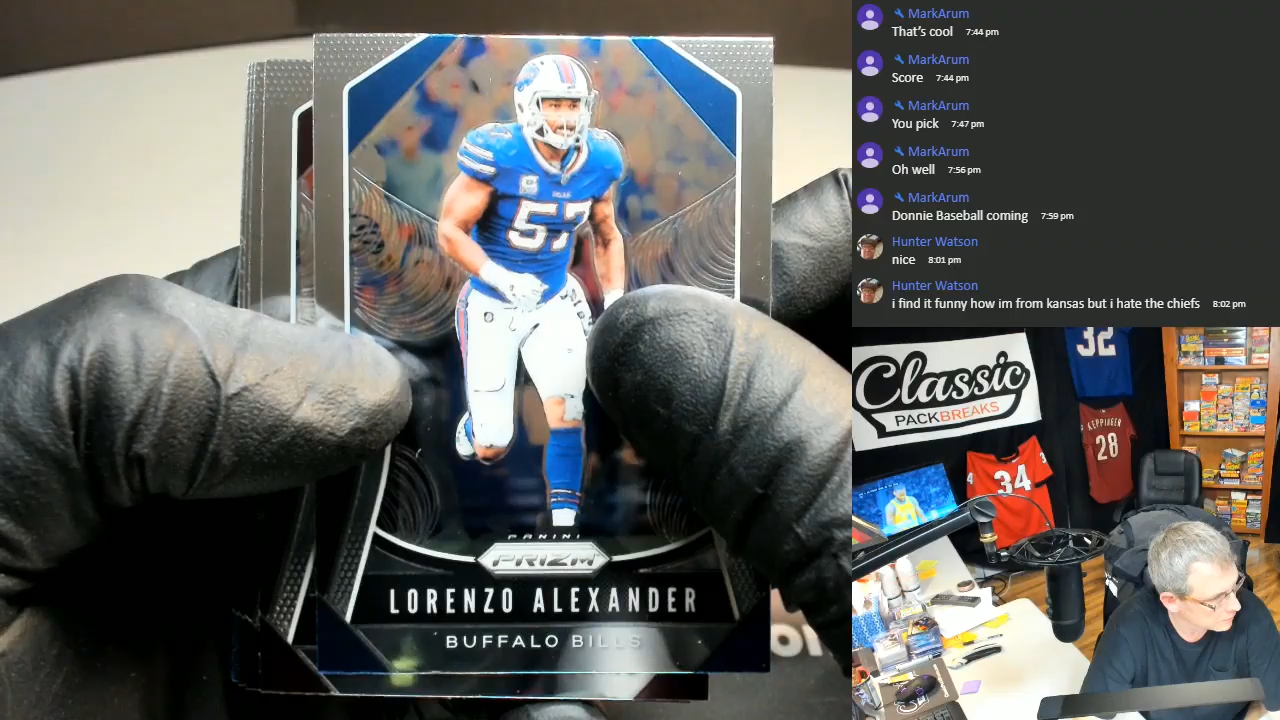 57
PANINI
PRIZM
LORENZO ALEXANDER
BUFFALO BILLS
MarkArum
That's cool 7:44 pm
MarkArum
Score 7:44 pm
MarkArum
You pick 7:47 pm
MarkArum
Oh well 7:56 pm
MarkArum
Donnie Baseball coming 7:59 pm
Hunter Watson
nice 8:01 pm
Hunter Watson
i find it funny how im from kansas but i hate the chiefs 8:02 pm
Classic
PACKBREAKS
32
34
KEPPINGER
28